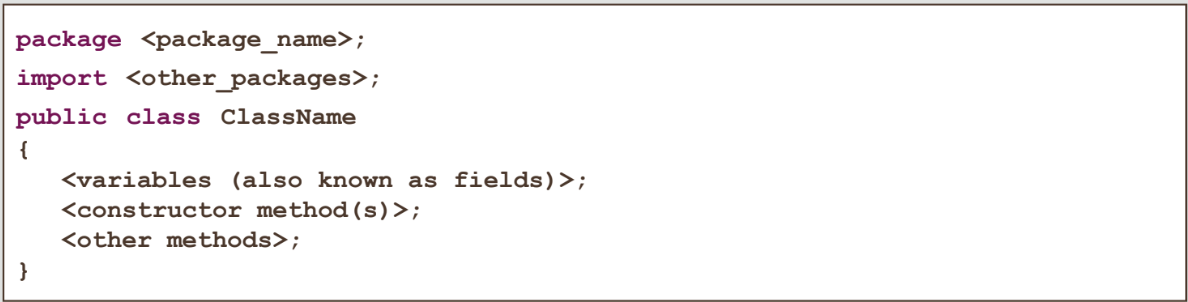 package <package_name>;
import <other_packages>;
public class ClassName
{
<variables (also known as fields)>;
<constructor method(s)>;
<other methods>;
}